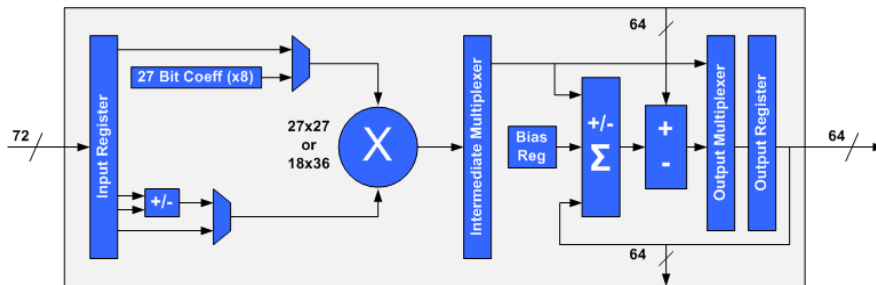 64
72
Input Register
27 Bit Coeff (x8)
+/-
27x27
or
18x36
X
Intermediate Multiplexer
Bias
Reg
+/-
Σ
+
-
Output Multiplexer
Output Register
64
64